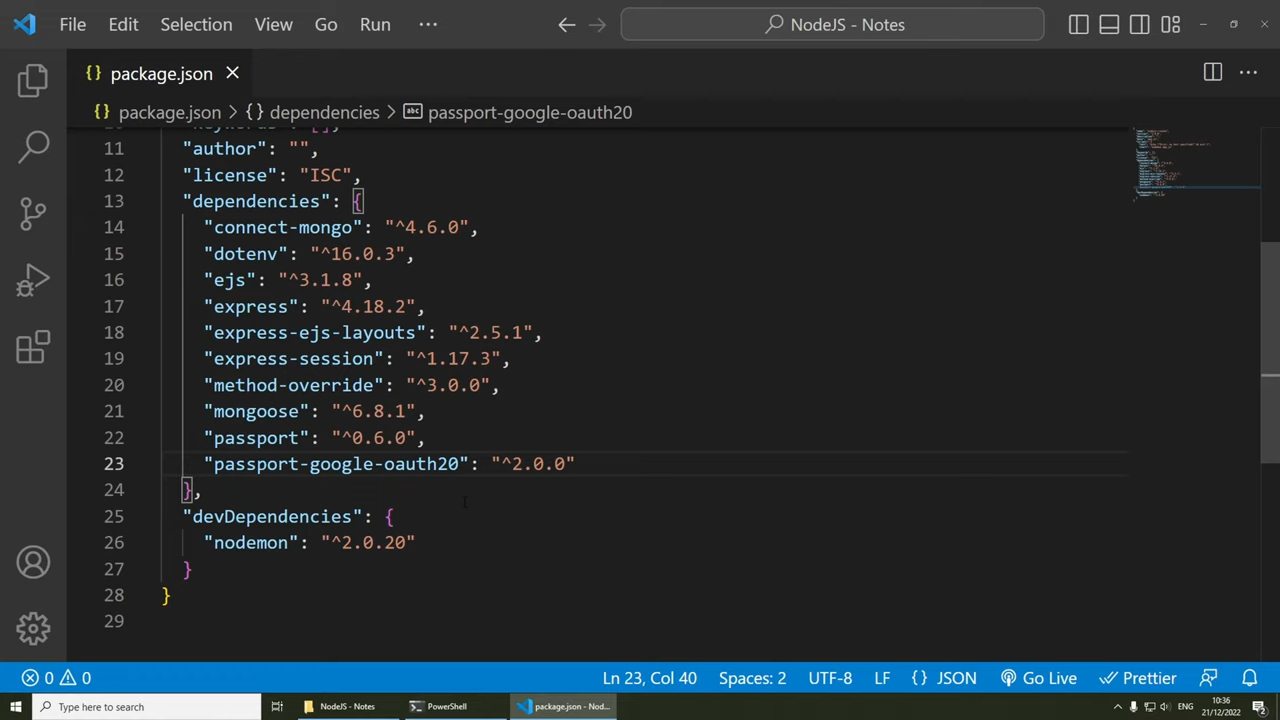 File Edit Selection View Go Run ··· NodeJS - Notes
{} package.json
{} package.json > {} dependencies > abc passport-google-oauth20
11 "author": "",
12 "license": "ISC",
13 "dependencies": {
14 "connect-mongo": "^4.6.0",
15 "dotenv": "^16.0.3",
16 "ejs": "^3.1.8",
17 "express": "^4.18.2",
18 "express-ejs-layouts": "^2.5.1",
19 "express-session": "^1.17.3",
20 "method-override": "^3.0.0",
21 "mongoose": "^6.8.1",
22 "passport": "^0.6.0",
23 "passport-google-oauth20": "^2.0.0"
24 },
25 "devDependencies": {
26 "nodemon": "^2.0.20"
27 }
28 }
29
0 0 Ln 23, Col 40 Spaces: 2 UTF-8 LF {} JSON Go Live Prettier
Type here to search NodeJS - Notes PowerShell package.json - Nod... ENG 10:36
21/12/2022 2